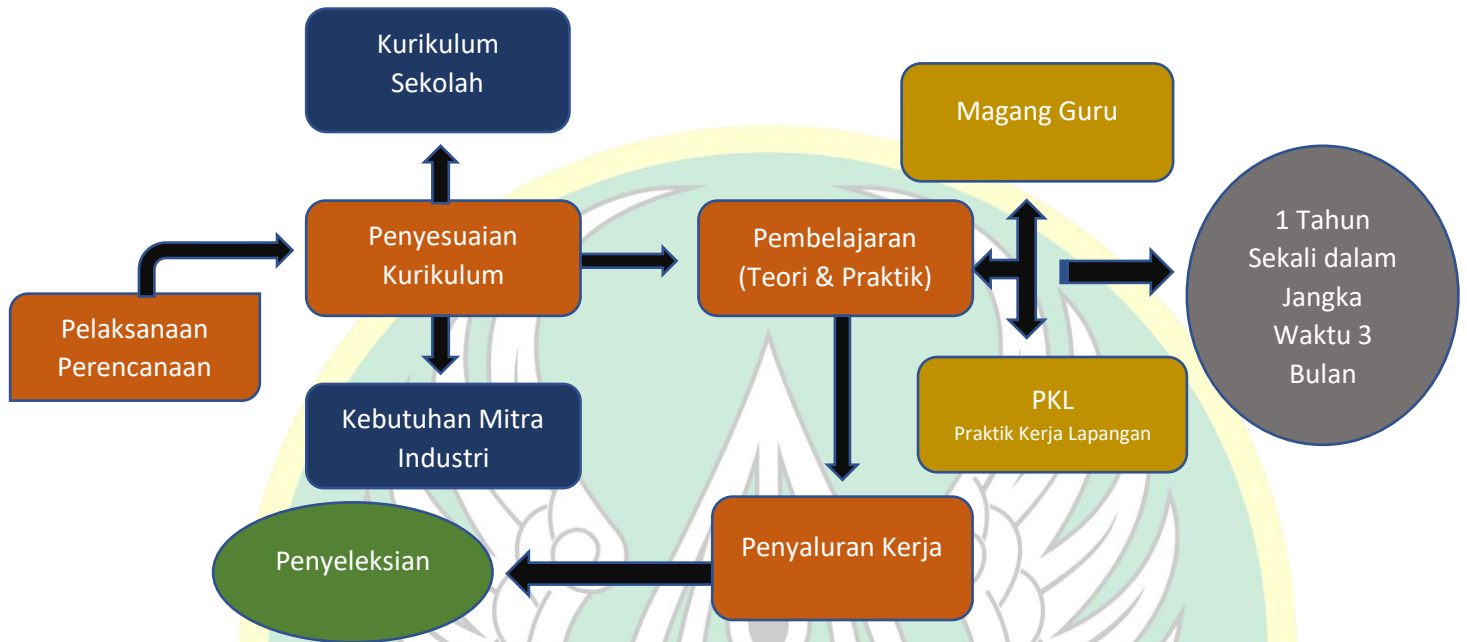 Kurikulum
Sekolah
Magang Guru
Penyesuaian
Kurikulum
Pembelajaran
(Teori & Praktik)
1 Tahun
Sekali dalam
Jangka
Waktu 3
Bulan
Pelaksanaan
Perencanaan
Kebutuhan Mitra
Industri
PKL
Praktik Kerja Lapangan
Penyeleksian
Penyaluran Kerja